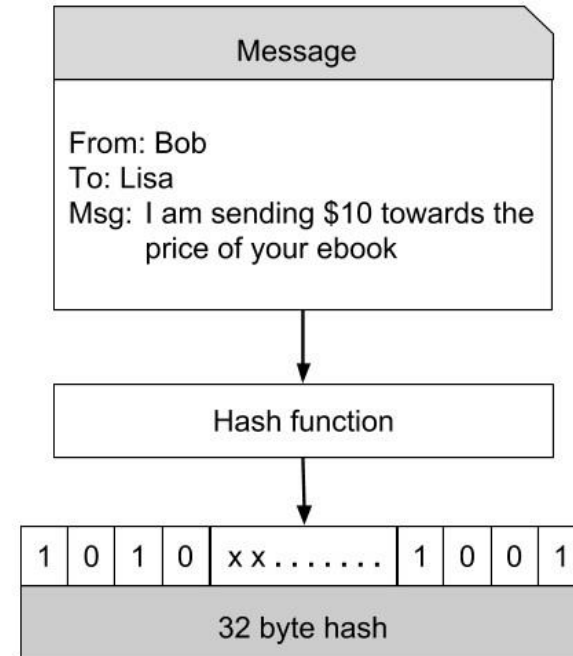 Message
From: Bob
To: Lisa
Msg: I am sending $10 towards the
price of your ebook
Hash function
1 0 1 0 x x . . . . . . . 1 0 0 1
32 byte hash